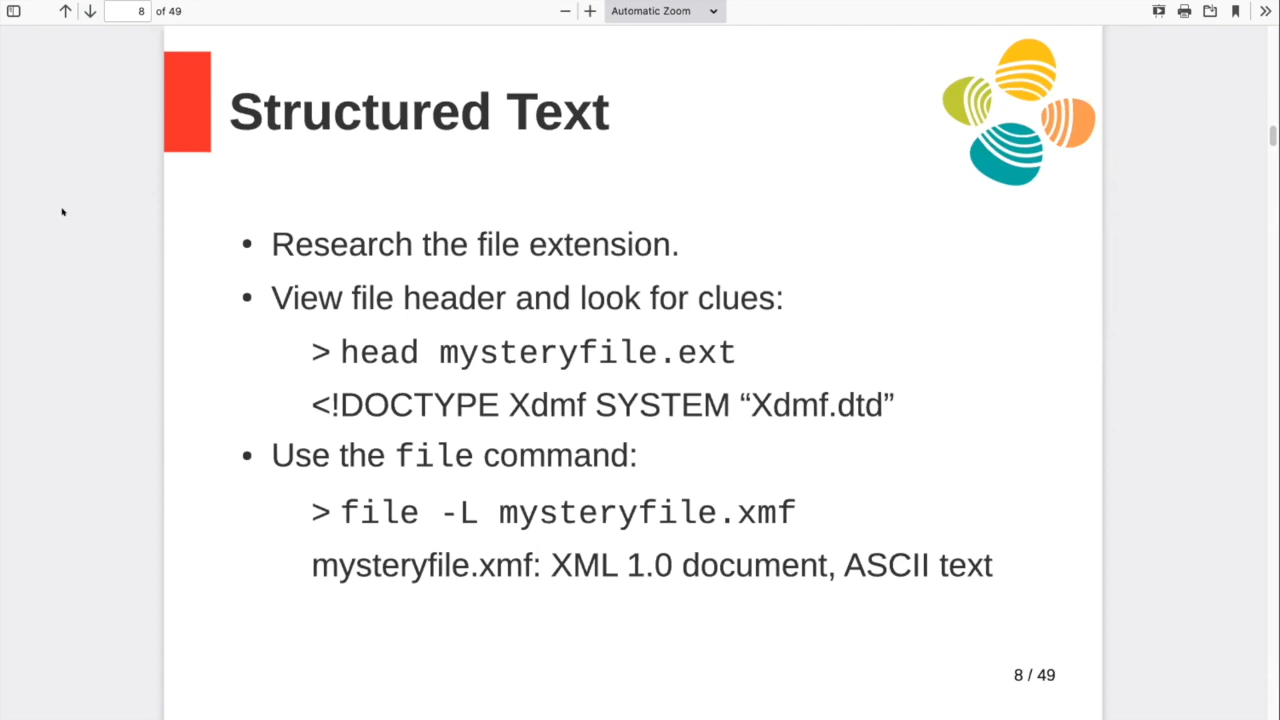 8 of 49 Automatic Zoom
Structured Text
• Research the file extension.
• View file header and look for clues:
> head mysteryfile.ext
<!DOCTYPE Xdmf SYSTEM “Xdmf.dtd”
• Use the file command:
> file -L mysteryfile.xmf
mysteryfile.xmf: XML 1.0 document, ASCII text
8 / 49